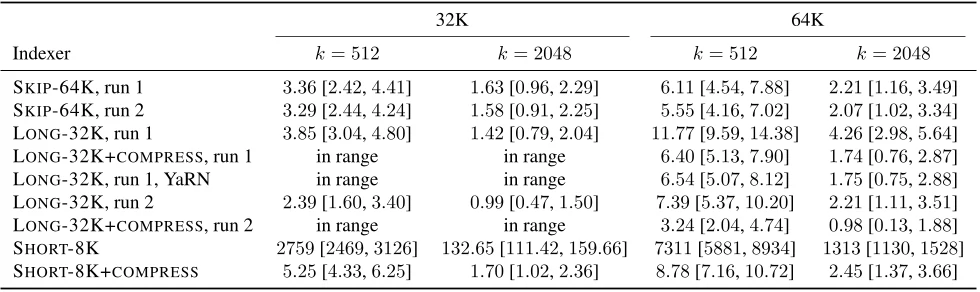 32K 64K
Indexer k = 512 k = 2048 k = 512 k = 2048
SKIP-64K, run 1 3.36 [2.42, 4.41] 1.63 [0.96, 2.29] 6.11 [4.54, 7.88] 2.21 [1.16, 3.49]
SKIP-64K, run 2 3.29 [2.44, 4.24] 1.58 [0.91, 2.25] 5.55 [4.16, 7.02] 2.07 [1.02, 3.34]
LONG-32K, run 1 3.85 [3.04, 4.80] 1.42 [0.79, 2.04] 11.77 [9.59, 14.38] 4.26 [2.98, 5.64]
LONG-32K+COMPRESS, run 1 in range in range 6.40 [5.13, 7.90] 1.74 [0.76, 2.87]
LONG-32K, run 1, YaRN in range in range 6.54 [5.07, 8.12] 1.75 [0.75, 2.88]
LONG-32K, run 2 2.39 [1.60, 3.40] 0.99 [0.47, 1.50] 7.39 [5.37, 10.20] 2.21 [1.11, 3.51]
LONG-32K+COMPRESS, run 2 in range in range 3.24 [2.04, 4.74] 0.98 [0.13, 1.88]
SHORT-8K 2759 [2469, 3126] 132.65 [111.42, 159.66] 7311 [5881, 8934] 1313 [1130, 1528]
SHORT-8K+COMPRESS 5.25 [4.33, 6.25] 1.70 [1.02, 2.36] 8.78 [7.16, 10.72] 2.45 [1.37, 3.66]